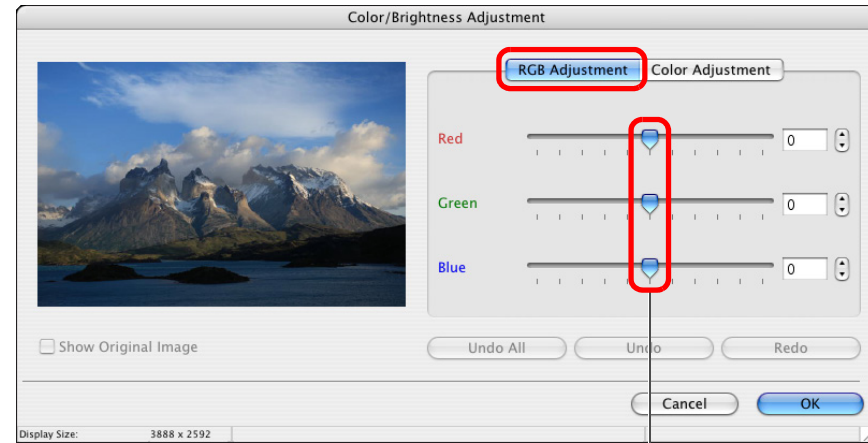 Color/Brightness Adjustment
RGB Adjustment Color Adjustment
Red 0
Green 0
Blue 0
Show Original Image
Undo All Undo Redo
Cancel OK
Display Size: 3888 x 2592